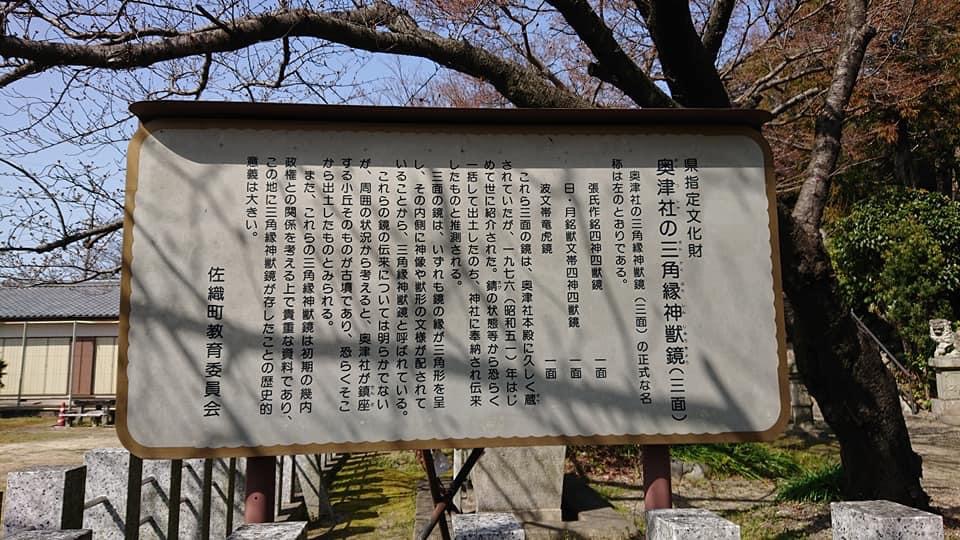 県指定文化財
奥津社の三角縁神獣鏡(三面)
奥津社の三角縁神獣鏡(三面)の正式な名
称は左のとおりである。
張氏作銘四神四獣鏡 一面
日・月銘獣文帯四神四獣鏡 一面
波文帯竜虎鏡 一面
これら三面の鏡は、奥津社本殿に久しく蔵
されていたが、一九七六(昭和五一)年はじ
めて世に紹介された。錆の状態等から恐らく
一括して出土したのち、神社に奉納され伝来
したものと推測される。
三面の鏡は、いずれも鏡の縁が三角形を呈
し、その内側に神像や獣形の文様が配されて
いることから、三角縁神獣鏡と呼ばれている。
これらの鏡の伝来については明らかでない
が、周囲の状況から考えると、奥津社が鎮座
する小丘そのものが古墳であり、恐らくそこ
から出土したものとみられる。
また、これらの三角縁神獣鏡は初期の畿内
政権との関係を考える上で貴重な資料であり、
この地に三角縁神獣鏡が存したことの歴史的
意義は大きい。
佐織町教育委員会